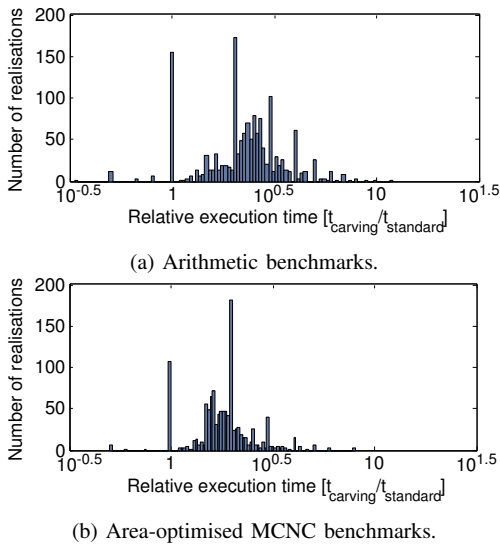 200
150
100
50
0
Number of realisations
10^-0.5 1 10^0.5 10 10^1.5
Relative execution time [t_carving/t_standard]
(a) Arithmetic benchmarks.
200
150
100
50
0
Number of realisations
10^-0.5 1 10^0.5 10 10^1.5
Relative execution time [t_carving/t_standard]
(b) Area-optimised MCNC benchmarks.